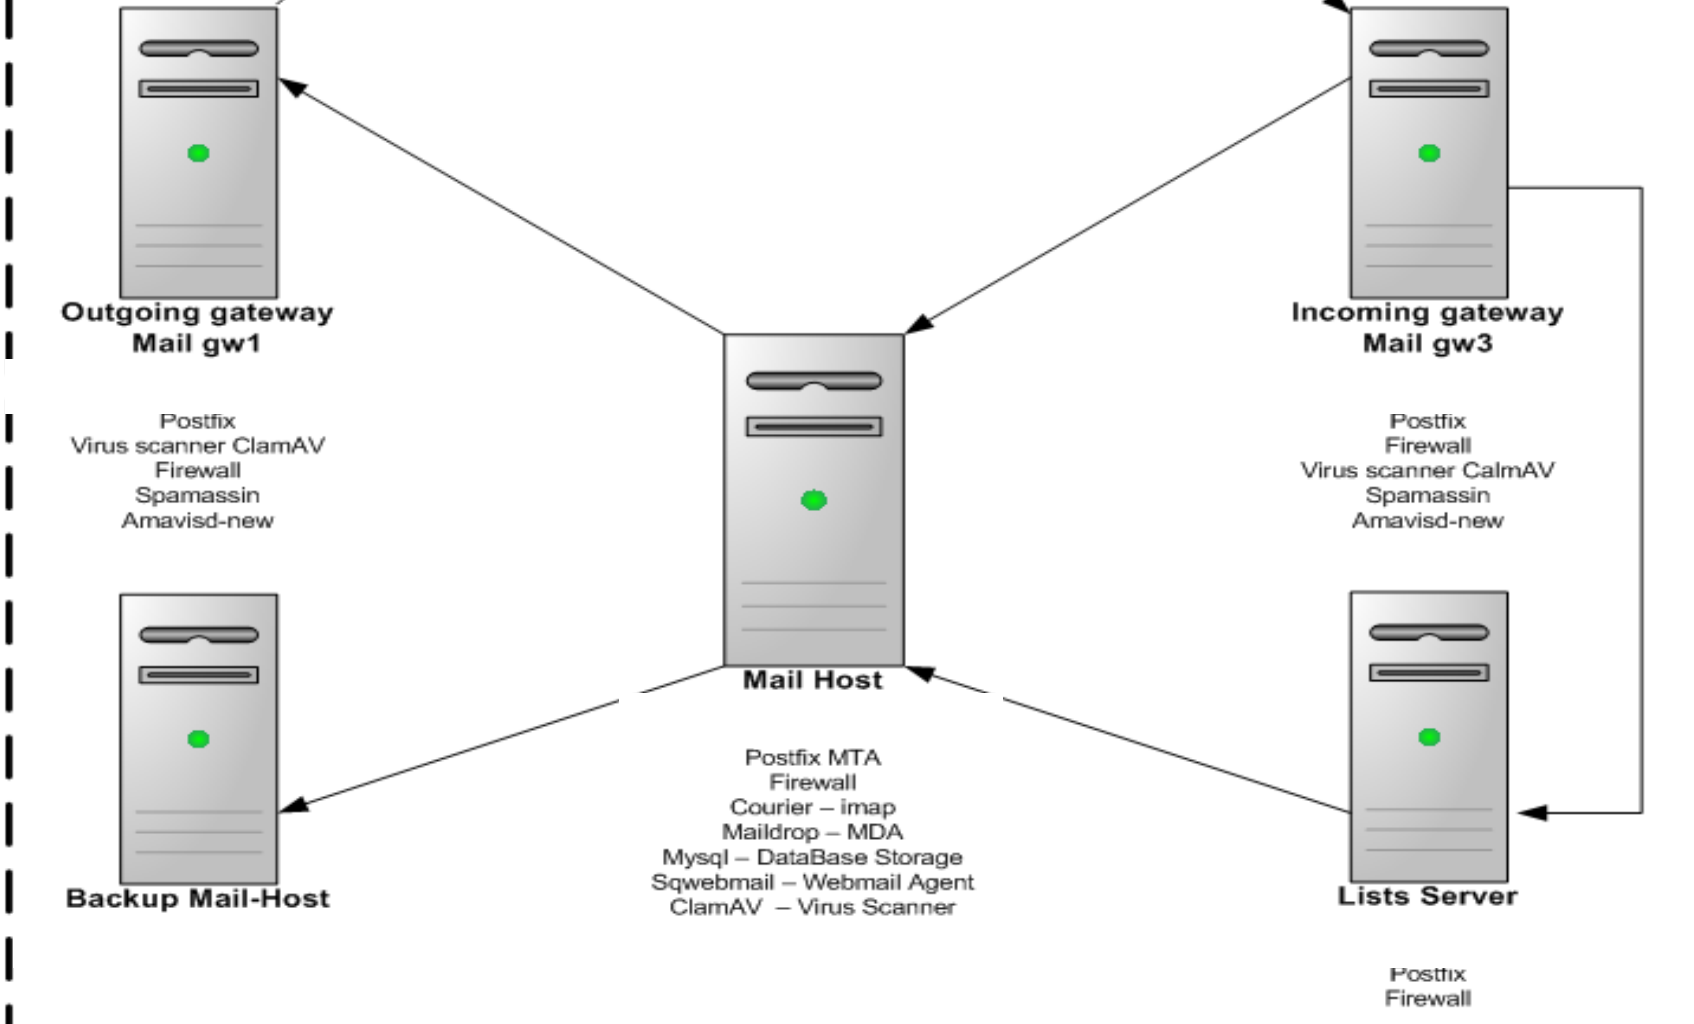 Outgoing gateway
Mail gw1
Postfix
Virus scanner ClamAV
Firewall
Spamassin
Amavisd-new
Incoming gateway
Mail gw3
Postfix
Firewall
Virus scanner CalmAV
Spamassin
Amavisd-new
Mail Host
Postfix MTA
Firewall
Courier – imap
Maildrop – MDA
Mysql – DataBase Storage
Sqwebmail – Webmail Agent
ClamAV – Virus Scanner
Backup Mail-Host
Lists Server
Postfix
Firewall